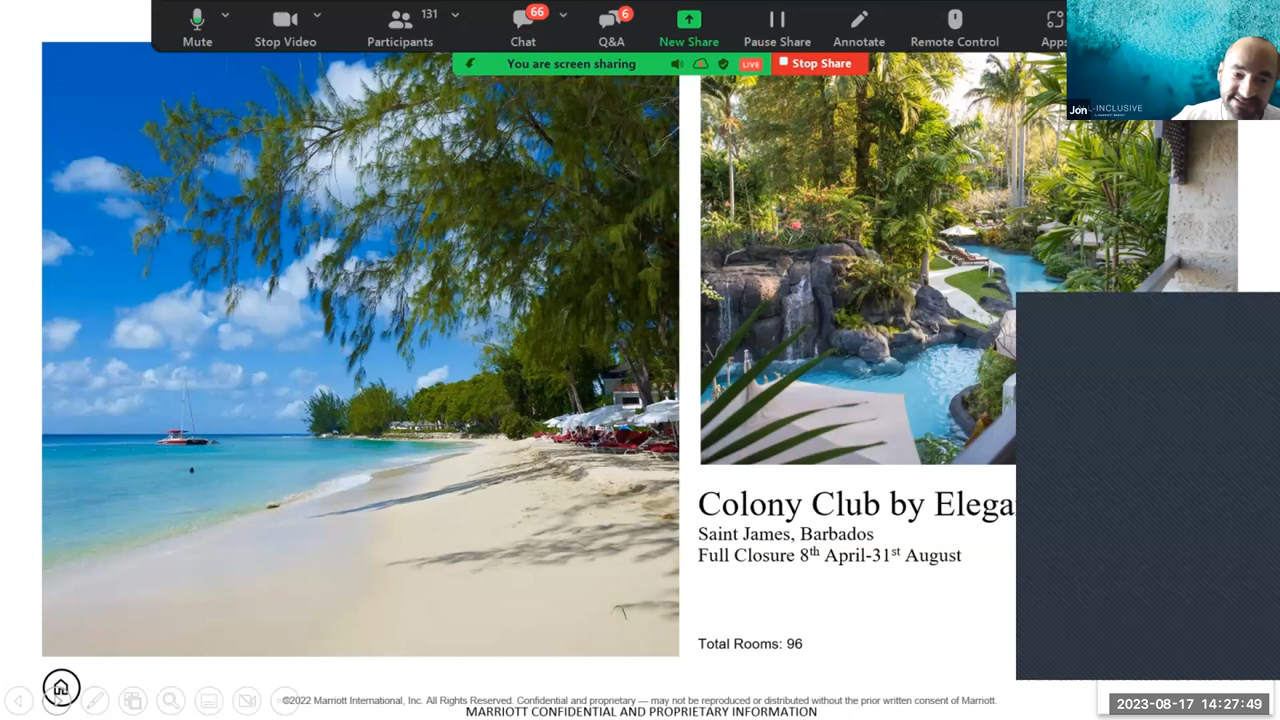 131
66
6
Mute
Stop Video
Participants
Chat
Q&A
New Share
Pause Share
Annotate
Remote Control
Apps
You are screen sharing
LIVE
Stop Share
Jon
L-INCLUSIVE
Colony Club by Elega
Saint James, Barbados
Full Closure 8th April-31st August
Total Rooms: 96
©2022 Marriott International, Inc. All Rights Reserved. Confidential and proprietary — may not be reproduced or distributed without the prior written consent of Marriott.
MARRIOTT CONFIDENTIAL AND PROPRIETARY INFORMATION
2023-08-17 14:27:49